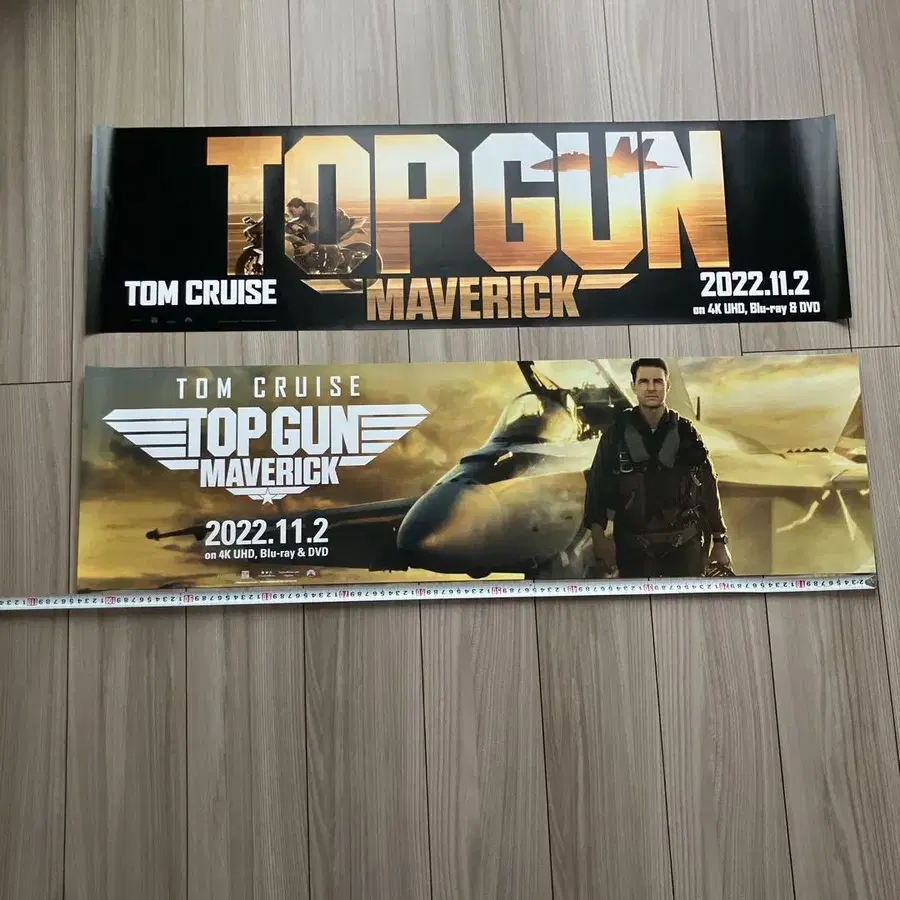 TOP GUN
MAVERICK
TOM CRUISE
2022.11.2
on 4K UHD, Blu-ray & DVD
TOM CRUISE
TOP GUN
MAVERICK
2022.11.2
on 4K UHD, Blu-ray & DVD